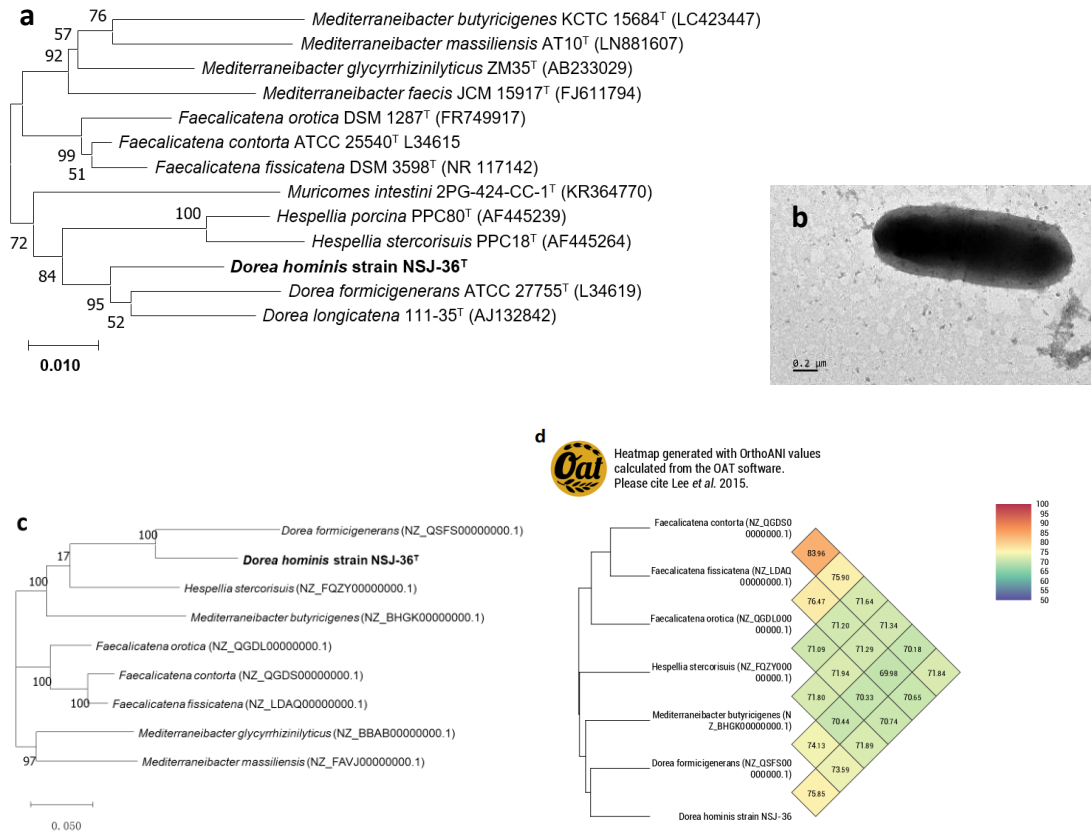 a
Mediterraneibacter butyricigenes KCTC 15684ᵀ (LC423447)
76
Mediterraneibacter massiliensis AT10ᵀ (LN881607)
57
Mediterraneibacter glycyrrhizinilyticus ZM35ᵀ (AB233029)
92
Mediterraneibacter faecis JCM 15917ᵀ (FJ611794)
Faecalicatena orotica DSM 1287ᵀ (FR749917)
Faecalicatena contorta ATCC 25540ᵀ L34615
99
Faecalicatena fissicatena DSM 3598ᵀ (NR 117142)
51
Muricomes intestini 2PG-424-CC-1ᵀ (KR364770)
100
Hespellia porcina PPC80ᵀ (AF445239)
72
Hespellia stercorisuis PPC18ᵀ (AF445264)
Dorea hominis strain NSJ-36ᵀ
84
Dorea formicigenerans ATCC 27755ᵀ (L34619)
95
Dorea longicatena 111-35ᵀ (AJ132842)
52
0.010
b
0.2 µm
c
Dorea formicigenerans (NZ_QSFS00000000.1)
100
Dorea hominis strain NSJ-36ᵀ
17
Hespellia stercorisuis (NZ_FQZY00000000.1)
100
Mediterraneibacter butyricigenes (NZ_BHGK00000000.1)
Faecalicatena orotica (NZ_QGDL00000000.1)
Faecalicatena contorta (NZ_QGDS00000000.1)
100
Faecalicatena fissicatena (NZ_LDAQ00000000.1)
100
Mediterraneibacter glycyrrhizinilyticus (NZ_BBAB00000000.1)
Mediterraneibacter massiliensis (NZ_FAVJ00000000.1)
97
0.050
d
Oat
Heatmap generated with OrthoANI values
calculated from the OAT software.
Please cite Lee et al. 2015.
Faecalicatena contorta (NZ_QGDS0
0000000.1)
Faecalicatena fissicatena (NZ_LDAQ
00000000.1)
Faecalicatena orotica (NZ_QGDL000
00000.1)
Hespellia stercorisuis (NZ_FQZY000
00000.1)
Mediterraneibacter butyricigenes (N
Z_BHGK00000000.1)
Dorea formicigenerans (NZ_QSFS00
000000.1)
Dorea hominis strain NSJ-36
83.96
75.90
76.47
71.64
71.20
71.34
71.09
71.29
70.18
71.94
69.98
71.84
71.80
70.33
70.65
70.44
70.74
74.13
71.89
73.59
75.85
100
95
90
85
80
75
70
65
60
55
50